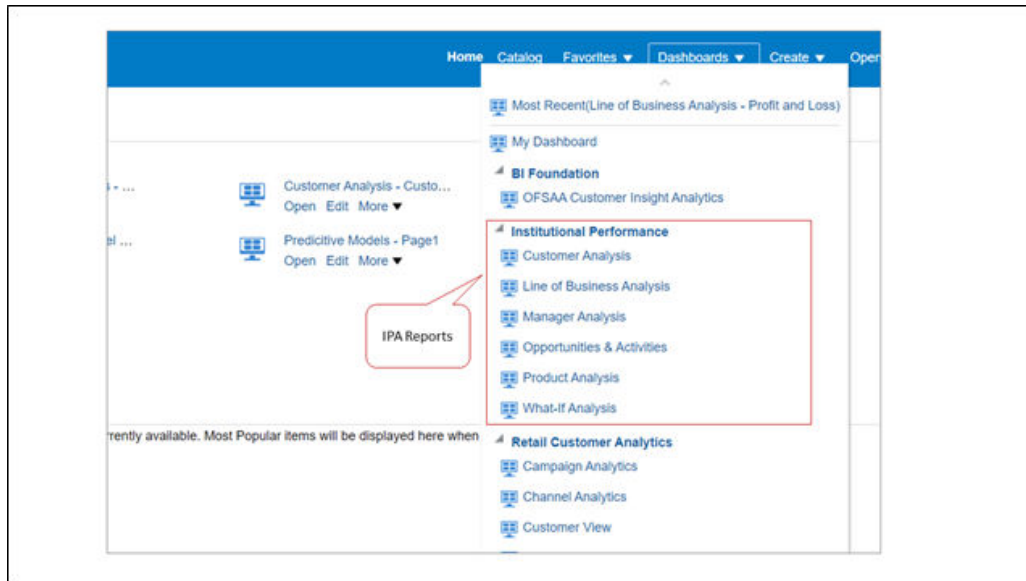 Home Catalog Favorites ▼ Dashboards ▼ Create ▼ Open
Most Recent(Line of Business Analysis - Profit and Loss)
My Dashboard
BI Foundation
OFSAA Customer Insight Analytics
Institutional Performance
Customer Analysis
Line of Business Analysis
Manager Analysis
Opportunities & Activities
Product Analysis
What-If Analysis
Retail Customer Analytics
Campaign Analytics
Channel Analytics
Customer View
- ...
Customer Analysis - Custo...
Open Edit More ▼
el ...
Predicitive Models - Page1
Open Edit More ▼
IPA Reports
rently available. Most Popular items will be displayed here when